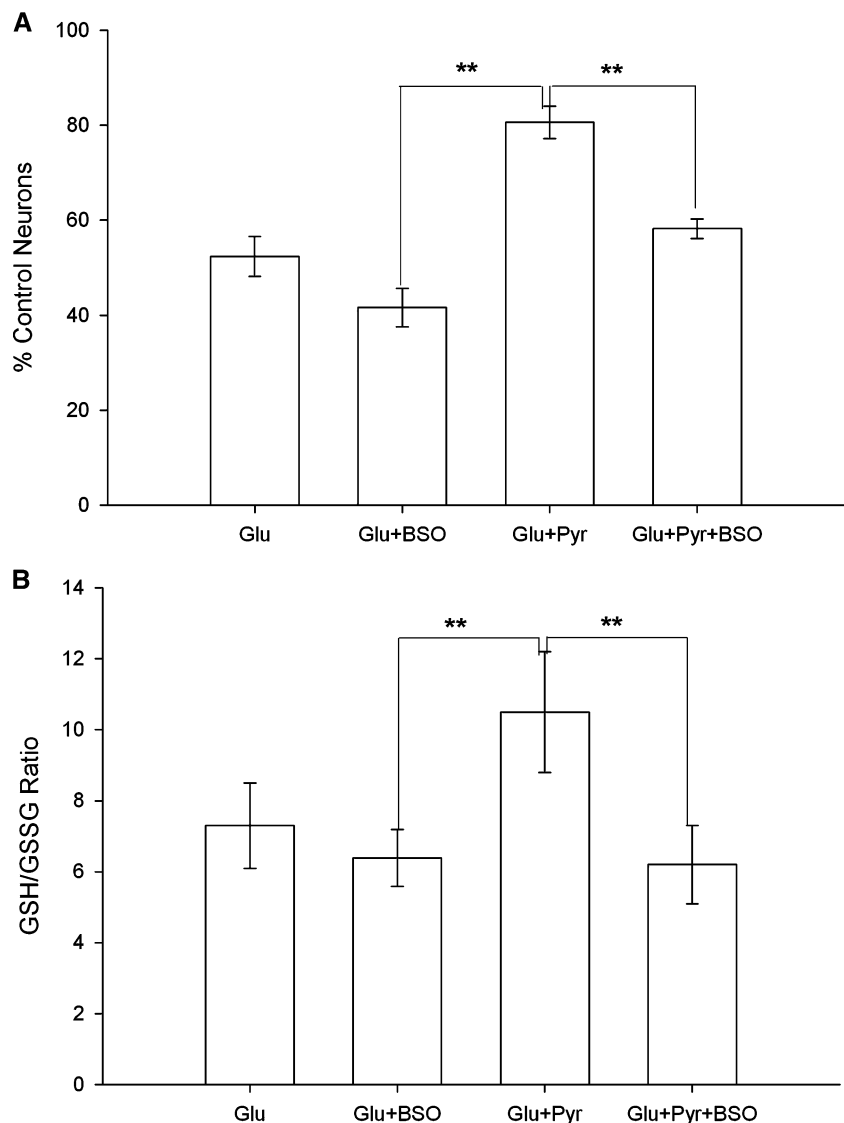 A
100
** **
80
60
40
20
0
% Control Neurons
Glu Glu+BSO Glu+Pyr Glu+Pyr+BSO
B
14
** **
12
10
8
6
4
2
0
GSH/GSSG Ratio
Glu Glu+BSO Glu+Pyr Glu+Pyr+BSO